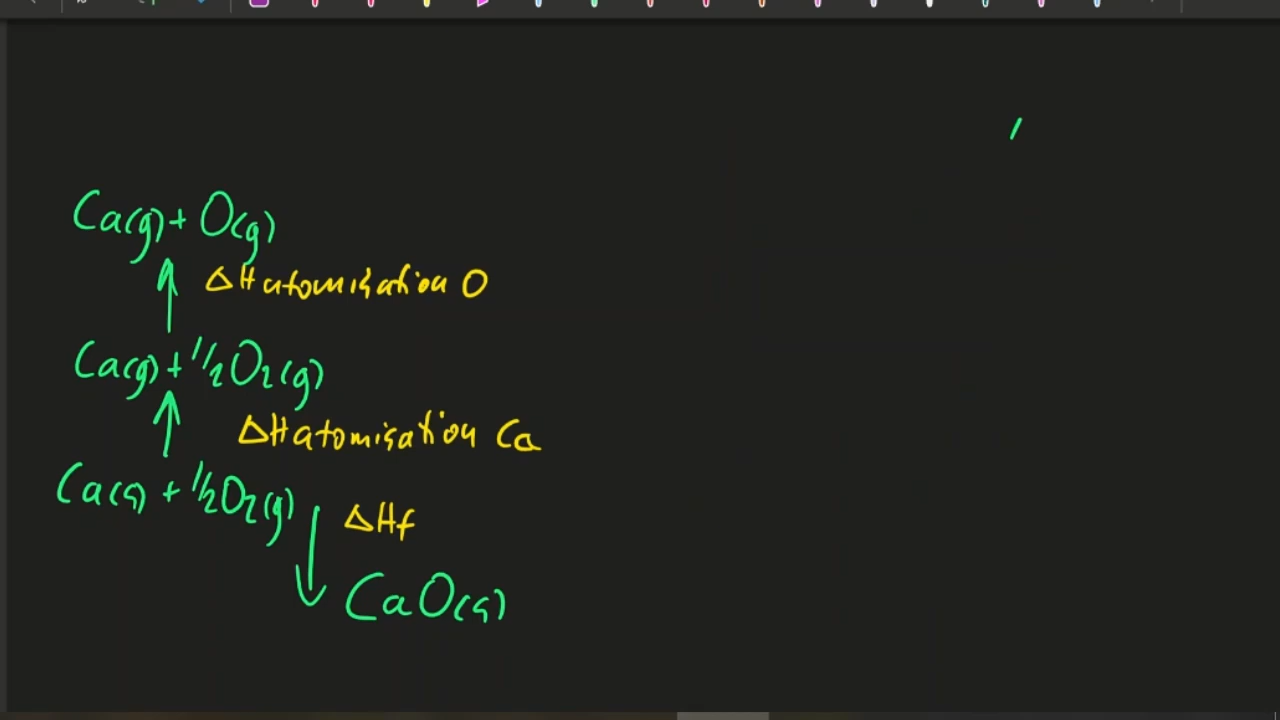 Ca(g) + O(g)
ΔHatomisation O
Ca(g) + 1/2O2(g)
ΔHatomisation Ca
Ca(s) + 1/2O2(g)
ΔHf
CaO(s)